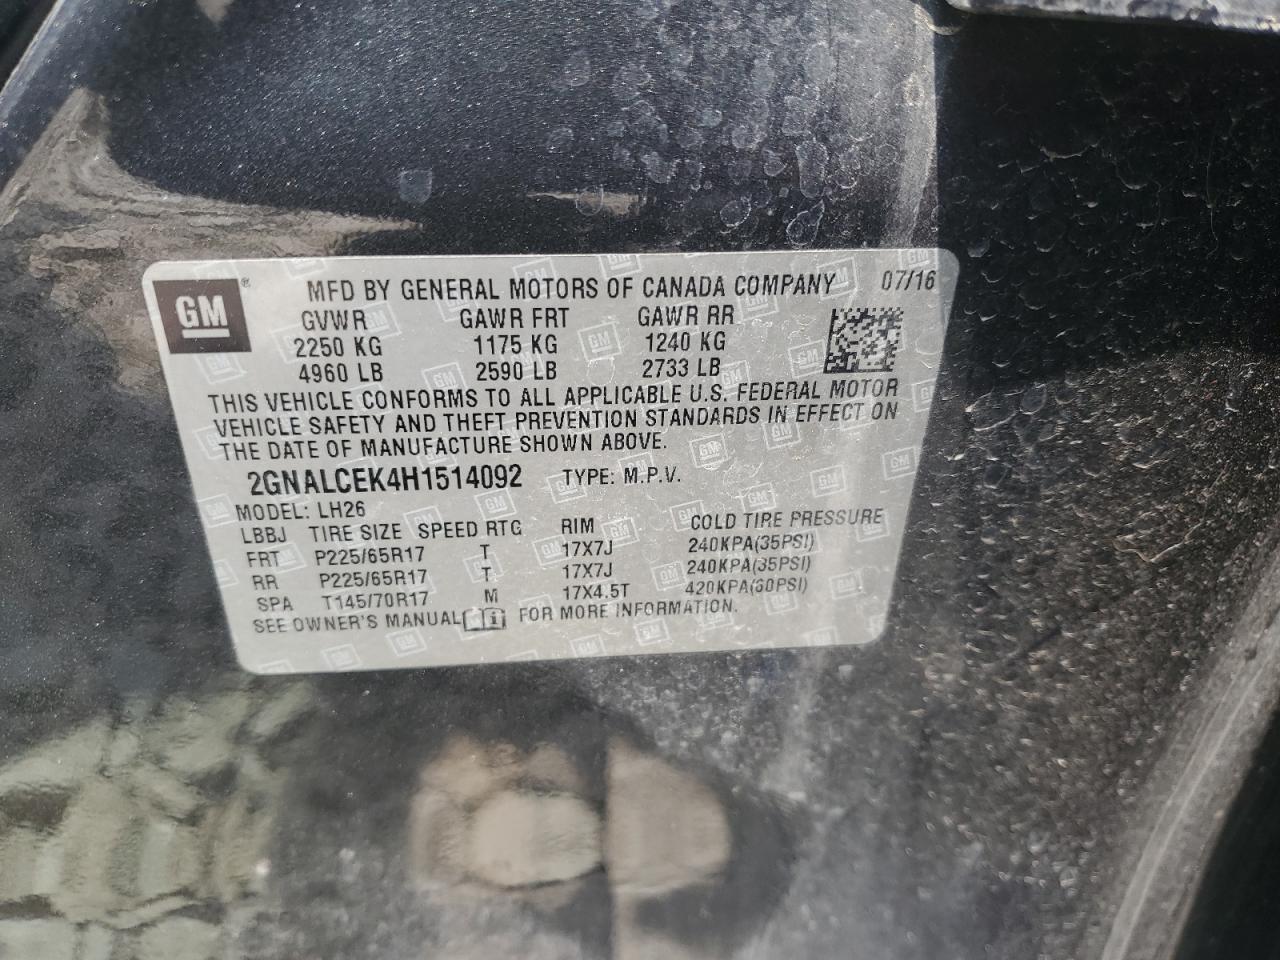 GM ® MFD BY GENERAL MOTORS OF CANADA COMPANY 07/16
GVWR GAWR FRT GAWR RR
2250 KG 1175 KG 1240 KG
4960 LB 2590 LB 2733 LB
THIS VEHICLE CONFORMS TO ALL APPLICABLE U.S. FEDERAL MOTOR
VEHICLE SAFETY AND THEFT PREVENTION STANDARDS IN EFFECT ON
THE DATE OF MANUFACTURE SHOWN ABOVE.
2GNALCEK4H1514092 TYPE: M.P.V.
MODEL: LH26
LBBJ TIRE SIZE SPEED RTG RIM COLD TIRE PRESSURE
FRT P225/65R17 T 17X7J 240KPA(35PSI)
RR P225/65R17 T 17X7J 240KPA(35PSI)
SPA T145/70R17 M 17X4.5T 420KPA(60PSI)
SEE OWNER'S MANUAL FOR MORE INFORMATION.